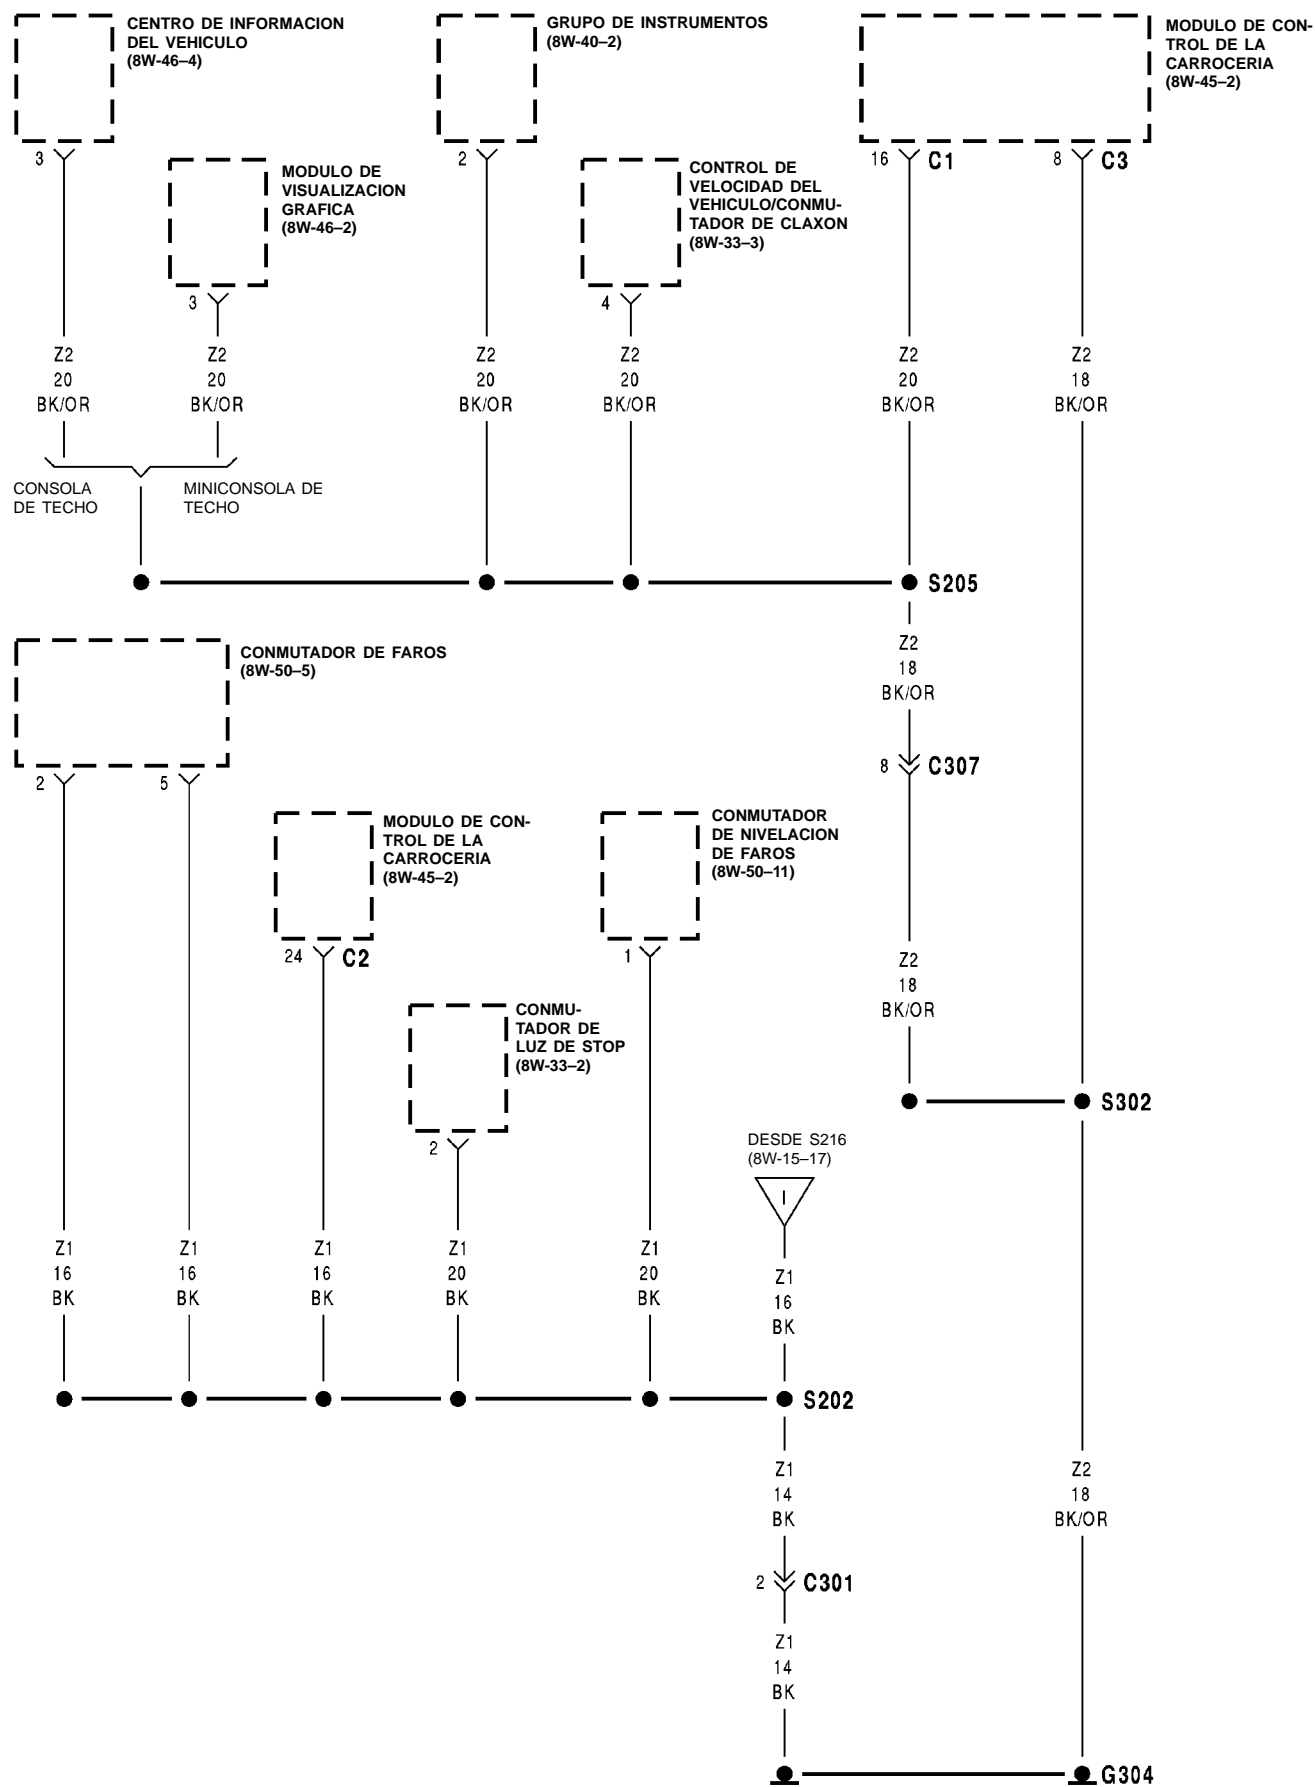 CENTRO DE INFORMACION
DEL VEHICULO
(8W-46–4)
GRUPO DE INSTRUMENTOS
(8W-40–2)
MODULO DE CON-
TROL DE LA
CARROCERIA
(8W-45–2)
3
2
16 C1
8 C3
MODULO DE
VISUALIZACION
GRAFICA
(8W-46–2)
CONTROL DE
VELOCIDAD DEL
VEHICULO/CONMU-
TADOR DE CLAXON
(8W-33–3)
3
4
Z2
20
BK/OR
Z2
20
BK/OR
Z2
20
BK/OR
Z2
20
BK/OR
Z2
20
BK/OR
Z2
18
BK/OR
CONSOLA
DE TECHO
MINICONSOLA DE
TECHO
S205
Z2
18
BK/OR
CONMUTADOR DE FAROS
(8W-50–5)
2
5
8 C307
MODULO DE CON-
TROL DE LA
CARROCERIA
(8W-45–2)
CONMUTADOR
DE NIVELACION
DE FAROS
(8W-50–11)
24 C2
1
Z2
18
BK/OR
CONMU-
TADOR DE
LUZ DE STOP
(8W-33–2)
2
S302
DESDE S216
(8W-15–17)
I
Z1
16
BK
Z1
16
BK
Z1
16
BK
Z1
20
BK
Z1
20
BK
Z1
16
BK
S202
Z1
14
BK
Z2
18
BK/OR
2 C301
Z1
14
BK
G304